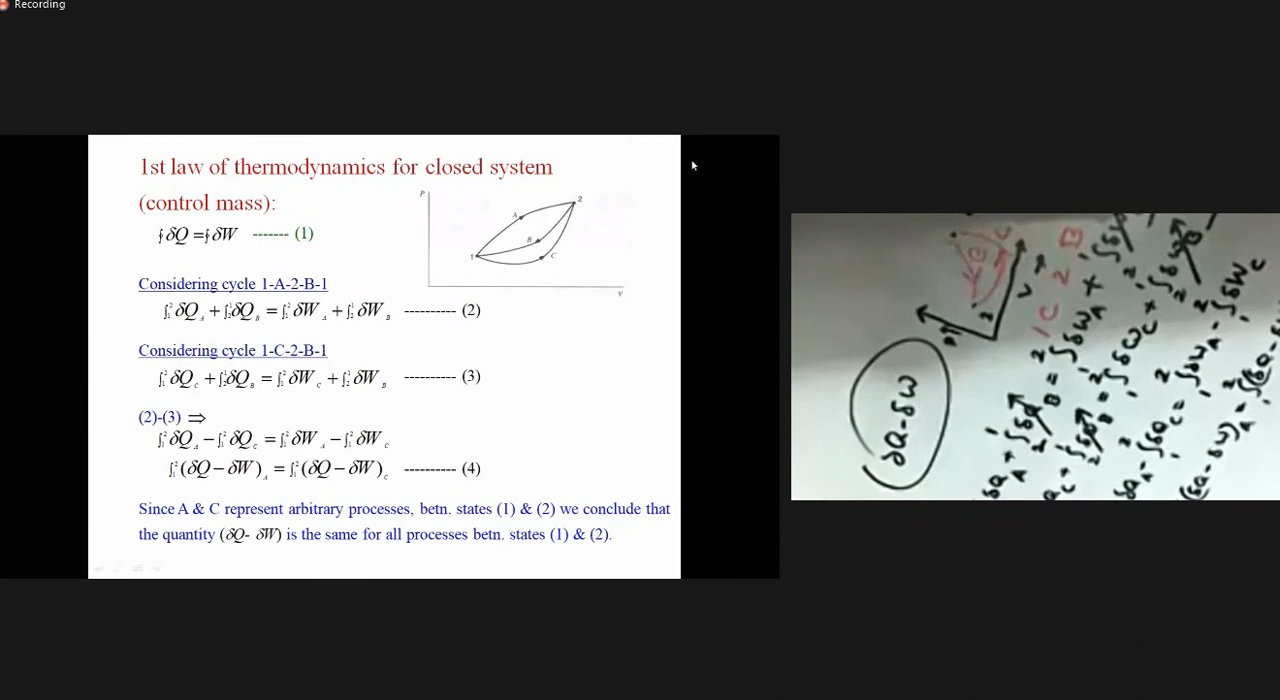 Recording
1st law of thermodynamics for closed system
(control mass):
∮δQ =∮δW ------- (1)
P
A
2
B
1
C
v
Considering cycle 1-A-2-B-1
∫₁²δQ_A + ∫₂¹δQ_B = ∫₁²δW_A + ∫₂¹δW_B ---------- (2)
Considering cycle 1-C-2-B-1
∫₁²δQ_C + ∫₂¹δQ_B = ∫₁²δW_C + ∫₂¹δW_B ---------- (3)
(2)-(3) ⇒
∫₁²δQ_A − ∫₁²δQ_C = ∫₁²δW_A − ∫₁²δW_C
∫₁²(δQ − δW)_A = ∫₁²(δQ − δW)_C ---------- (4)
Since A & C represent arbitrary processes, betn. states (1) & (2) we conclude that
the quantity (δQ- δW) is the same for all processes betn. states (1) & (2).
δQ-δW